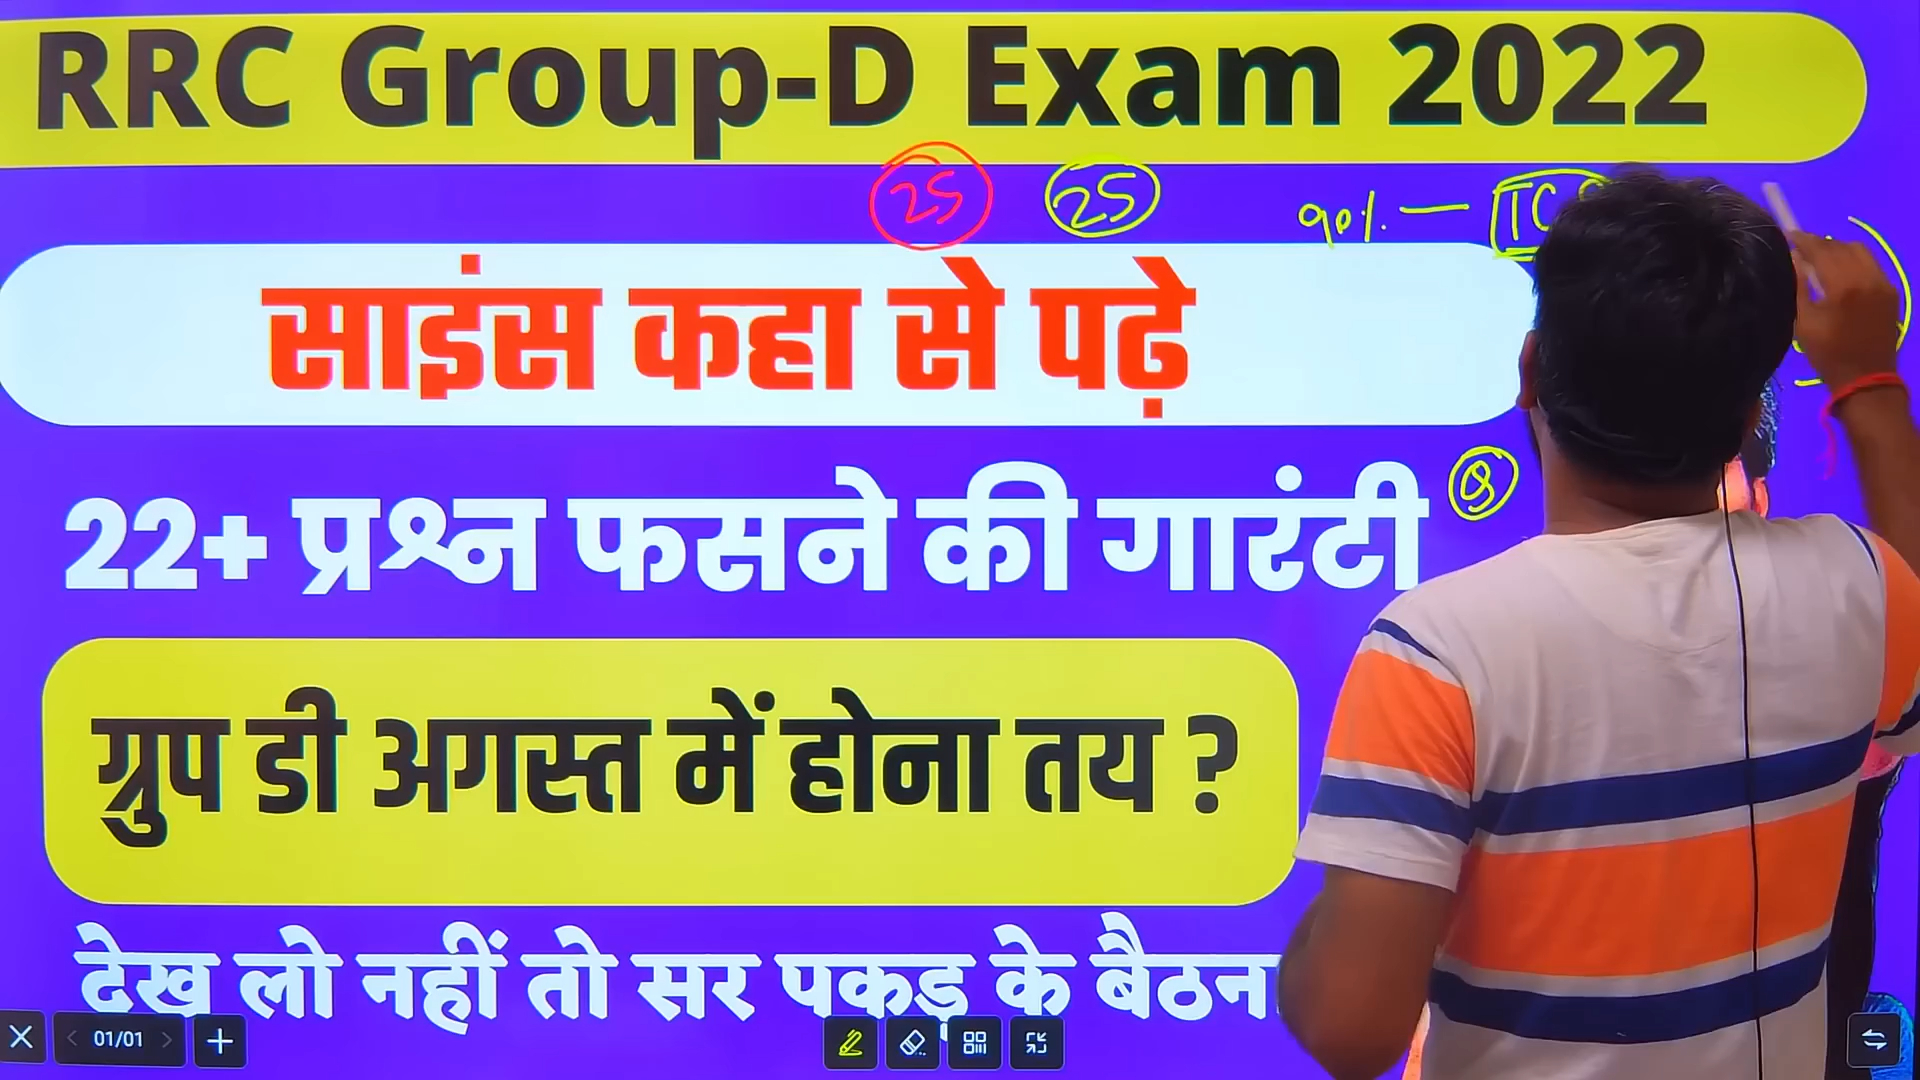 RRC Group-D Exam 2022
25 25 90% —
साइंस कहा से पढ़े
22+ प्रश्न फसने की गारंटी
ग्रुप डी अगस्त में होना तय ?
देख लो नहीं तो सर पकड़ के बैठना
01/01